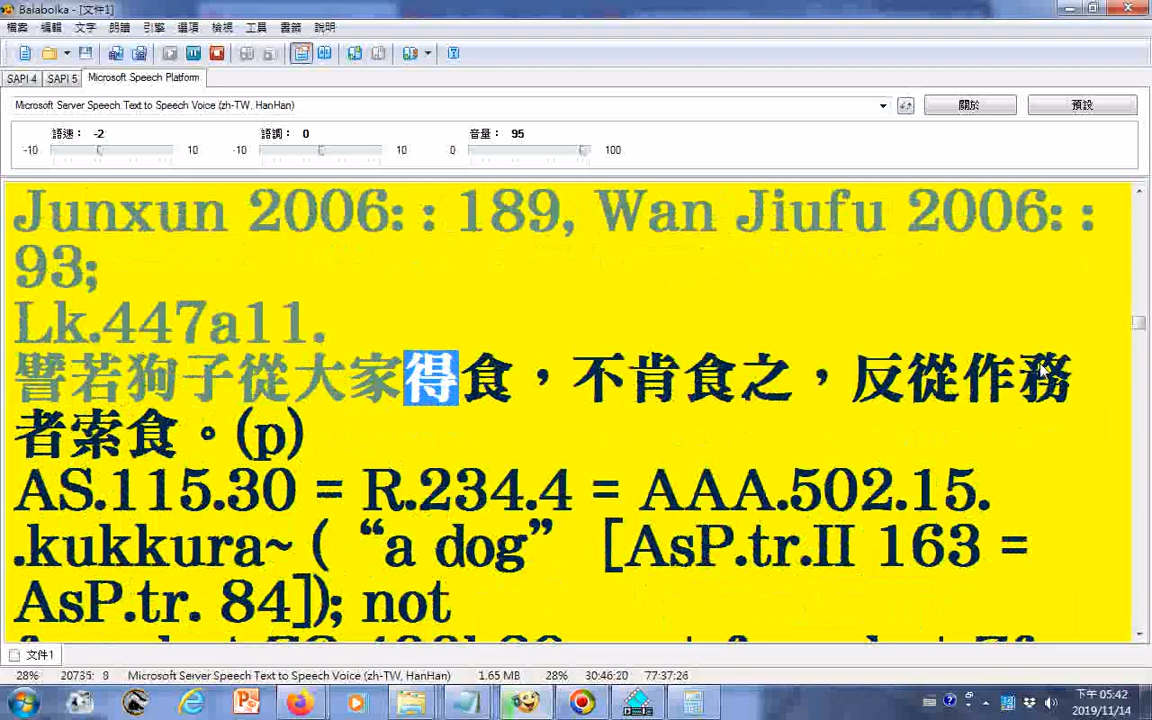 Balabolka - [文件1]
檔案 編輯 文字 朗讀 引擎 選項 檢視 工具 書籤 說明
SAPI 4 SAPI 5 Microsoft Speech Platform
Microsoft Server Speech Text to Speech Voice (zh-TW, HanHan) 關於 預設
語速： -2 語調： 0 音量： 95
-10 10 -10 10 0 100
Junxun 2006: : 189, Wan Jiufu 2006: :
93;
Lk.447a11.
譬若狗子從大家得食，不肯食之，反從作務
者索食。(p)
AS.115.30 = R.234.4 = AAA.502.15.
.kukkura~ ( “a dog” [AsP.tr.II 163 =
AsP.tr. 84]); not
文件1
28% 20735: 8 Microsoft Server Speech Text to Speech Voice (zh-TW, HanHan) 1.65 MB 28% 30:46:20 77:37:26
下午 05:42
2019/11/14